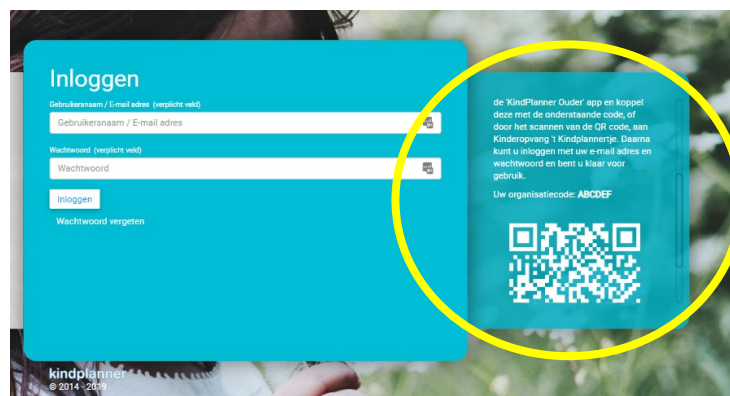 Inloggen
Gebruikersnaam / E-mail adres (verplicht veld)
Gebruikersnaam / E-mail adres
Wachtwoord (verplicht veld)
Wachtwoord
Inloggen
Wachtwoord vergeten
de 'KindPlanner Ouder' app en koppel
deze met de onderstaande code, of
door het scannen van de QR code, aan
Kinderopvang 't Kindplannertje. Daarna
kunt u inloggen met uw e-mail adres en
wachtwoord en bent u klaar voor
gebruik.
Uw organisatiecode: ABCDEF
kindplanner
© 2014 - 2019